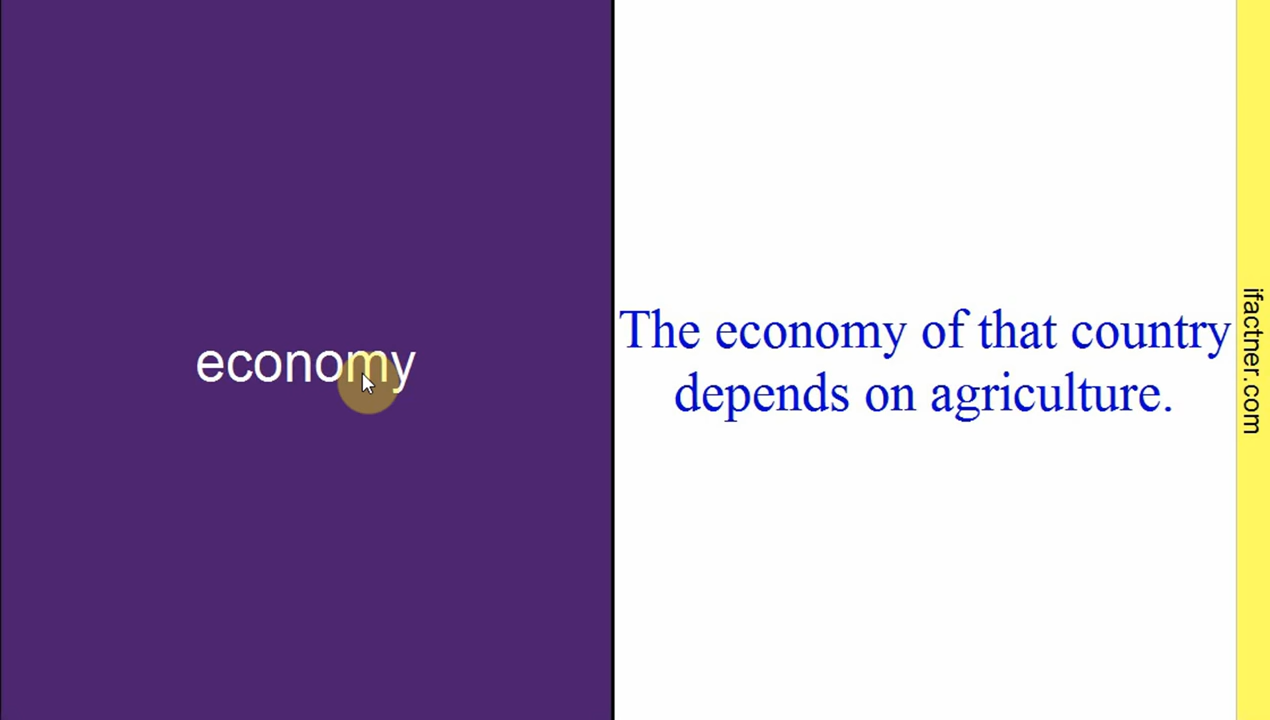 economy
The economy of that country
depends on agriculture.
ifactner.com